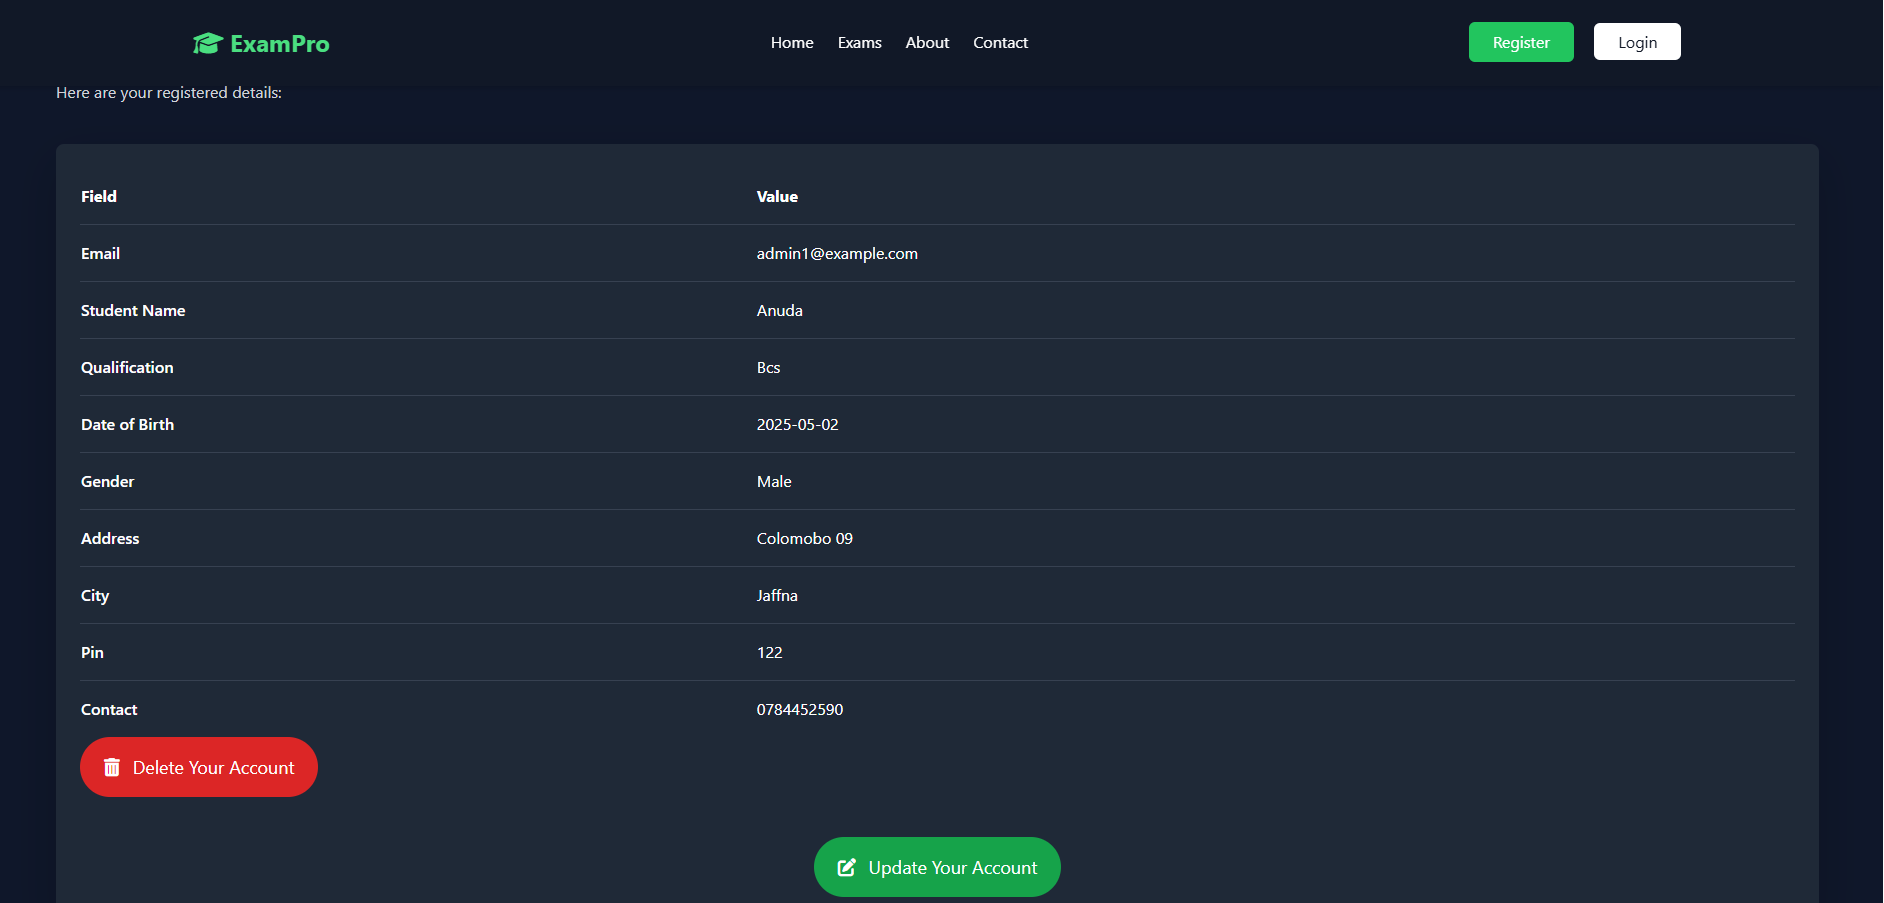 ExamPro Home Exams About Contact Register Login
Here are your registered details:
Field Value
Email admin1@example.com
Student Name Anuda
Qualification Bcs
Date of Birth 2025-05-02
Gender Male
Address Colomobo 09
City Jaffna
Pin 122
Contact 0784452590
Delete Your Account
Update Your Account